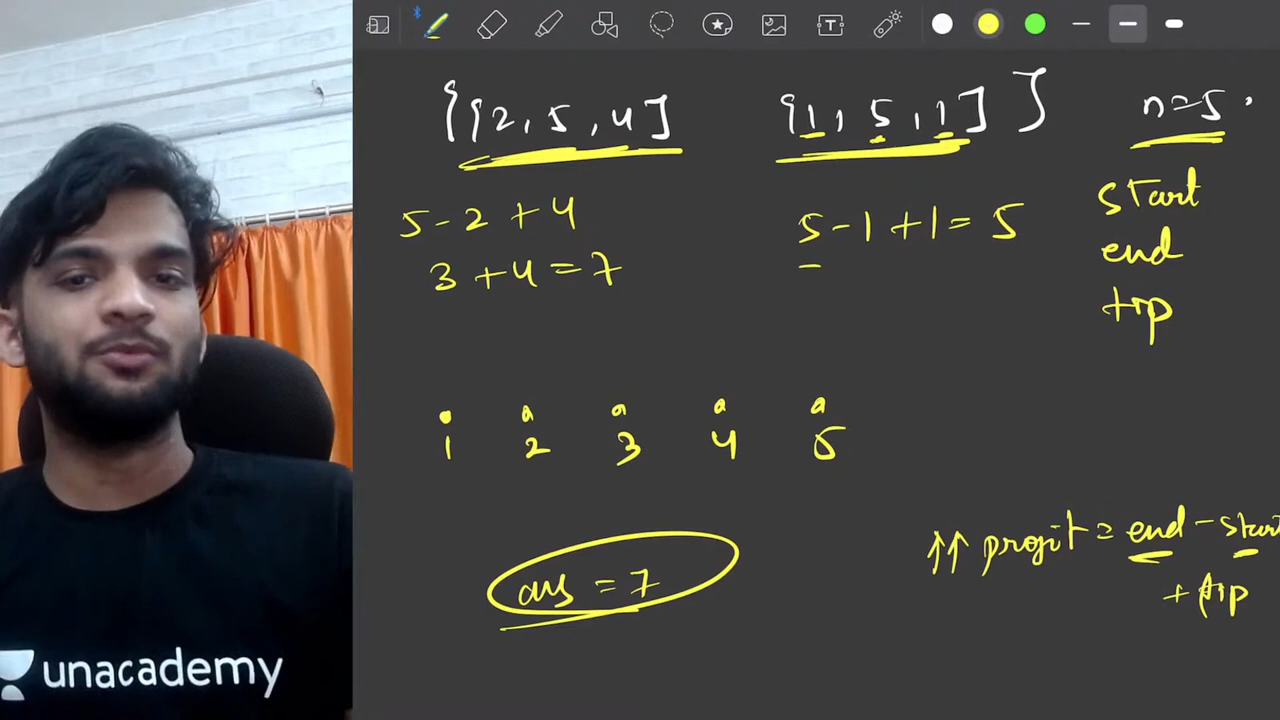 {[2, 5, 4] [1, 5, 1]} n=5.
5-2+4
3+4=7
5-1+1=5
start
end
tip
1 2 3 4 5
ans = 7
↑↑ profit = end - start
+ tip
unacademy